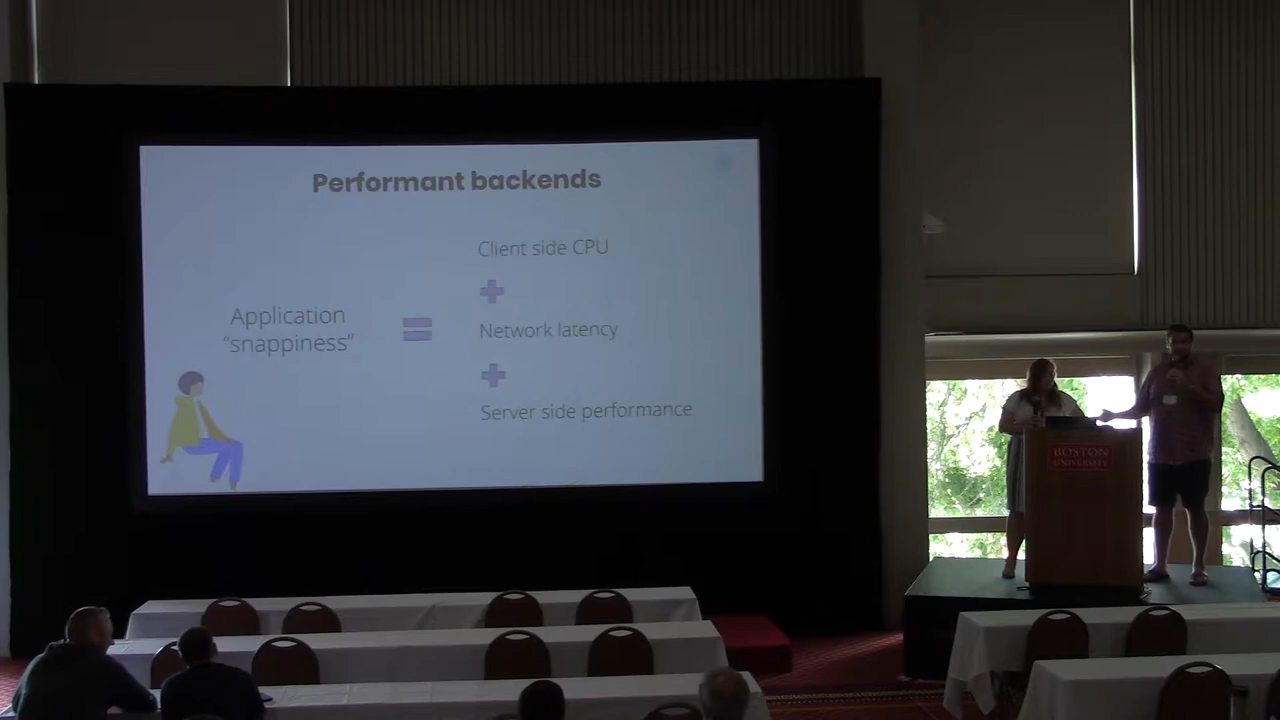 Performant backends
Application
“snappiness”
Client side CPU
Network latency
Server side performance
BOSTON
UNIVERSITY